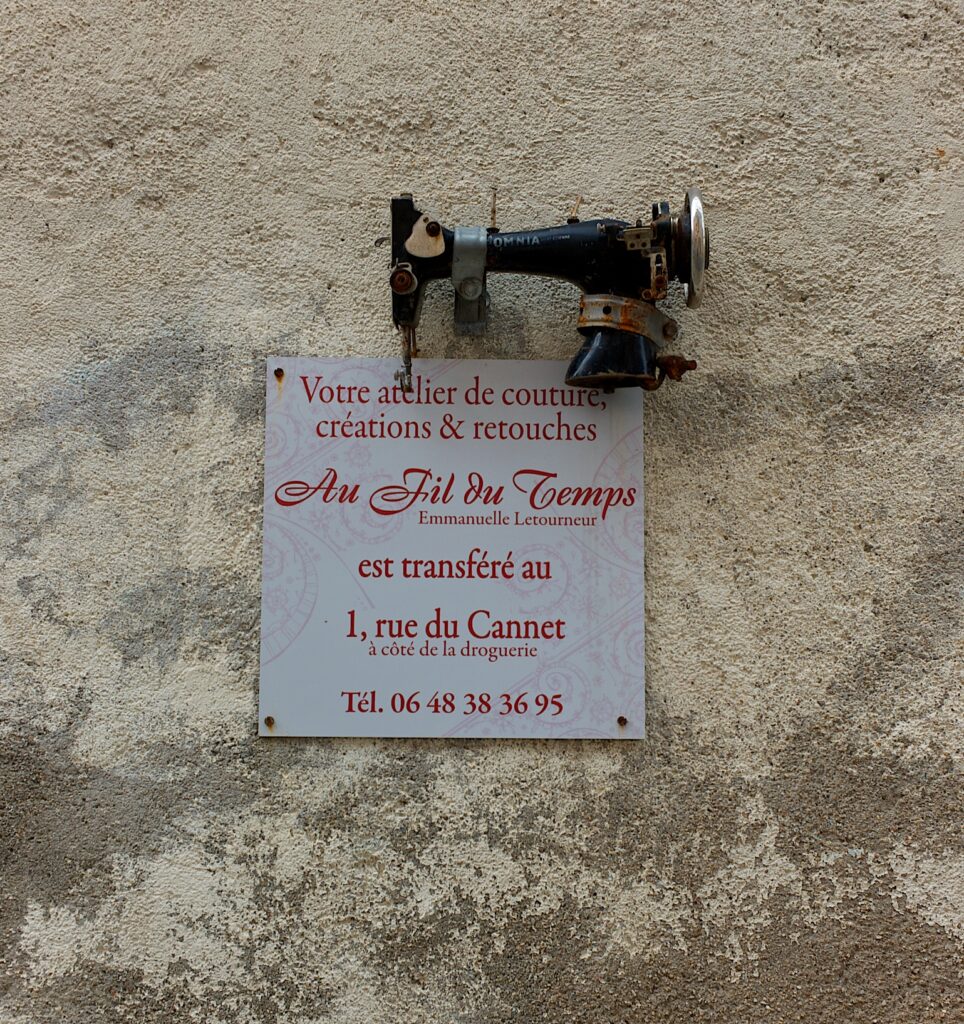 OMNIA
Votre atelier de couture,
créations & retouches
Au Fil du Temps
Emmanuelle Letourneur
est transféré au
1, rue du Cannet
à côté de la droguerie
Tél. 06 48 38 36 95